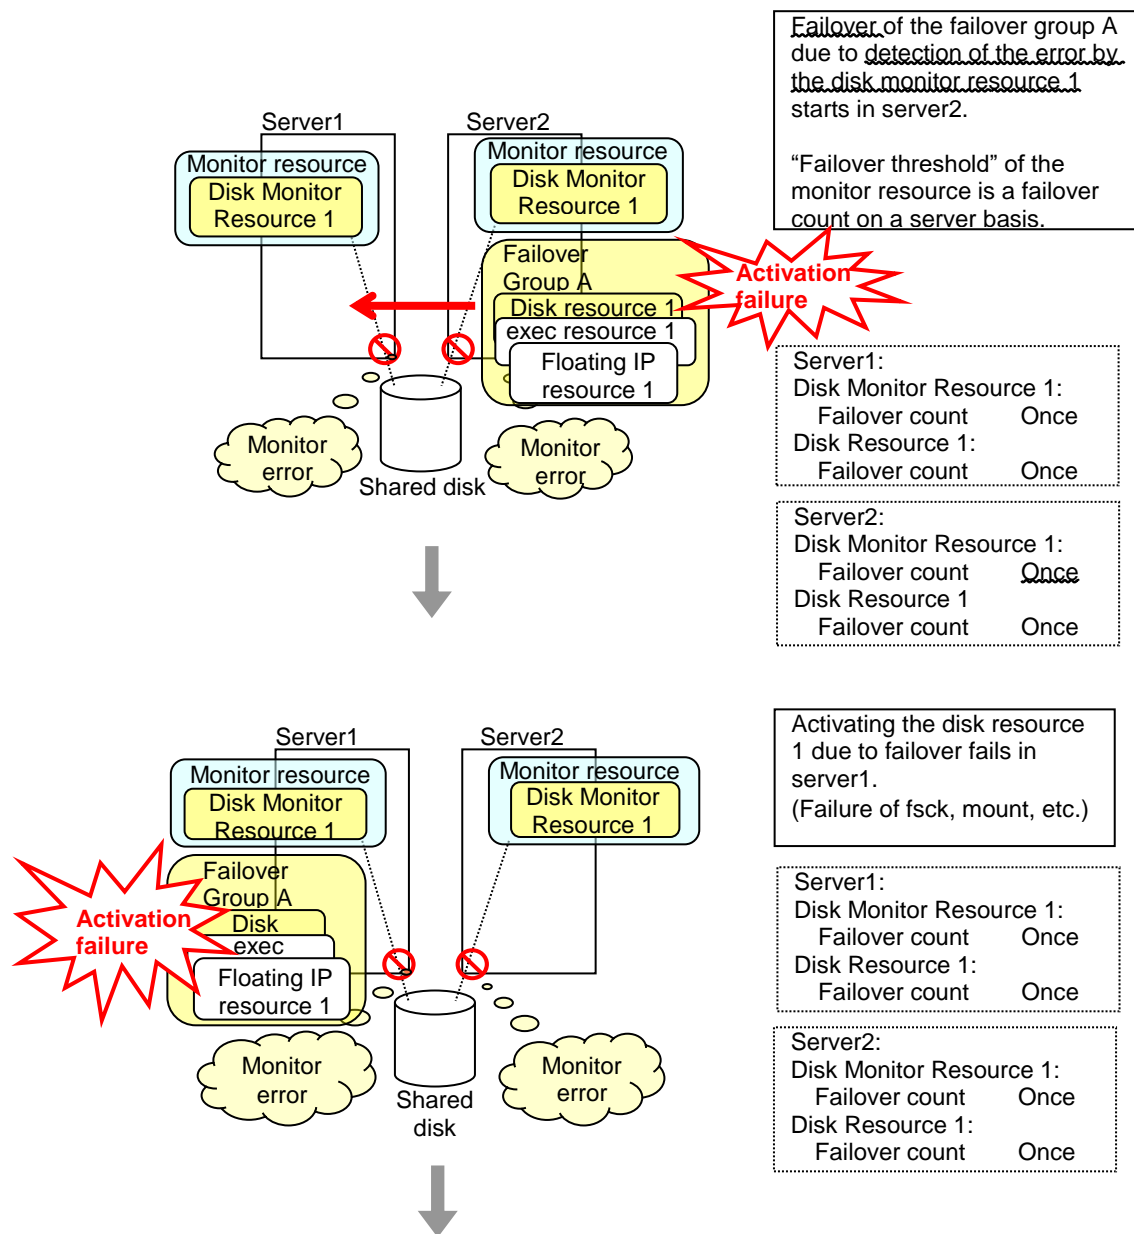 Failover of the failover group A
due to detection of the error by
the disk monitor resource 1
starts in server2.
“Failover threshold” of the
monitor resource is a failover
count on a server basis.
Server1
Server2
Monitor resource
Disk Monitor
Resource 1
Monitor resource
Disk Monitor
Resource 1
Failover
Group A
Disk resource 1
exec resource 1
Floating IP
resource 1
Activation
failure
Monitor
error
Shared disk
Monitor
error
Server1:
Disk Monitor Resource 1:
Failover count Once
Disk Resource 1:
Failover count Once
Server2:
Disk Monitor Resource 1:
Failover count Once
Disk Resource 1
Failover count Once
Server1
Server2
Monitor resource
Disk Monitor
Resource 1
Monitor resource
Disk Monitor
Resource 1
Failover
Group A
Disk
exec
Floating IP
resource 1
Activation
failure
Monitor
error
Shared
disk
Monitor
error
Activating the disk resource
1 due to failover fails in
server1.
(Failure of fsck, mount, etc.)
Server1:
Disk Monitor Resource 1:
Failover count Once
Disk Resource 1:
Failover count Once
Server2:
Disk Monitor Resource 1:
Failover count Once
Disk Resource 1:
Failover count Once